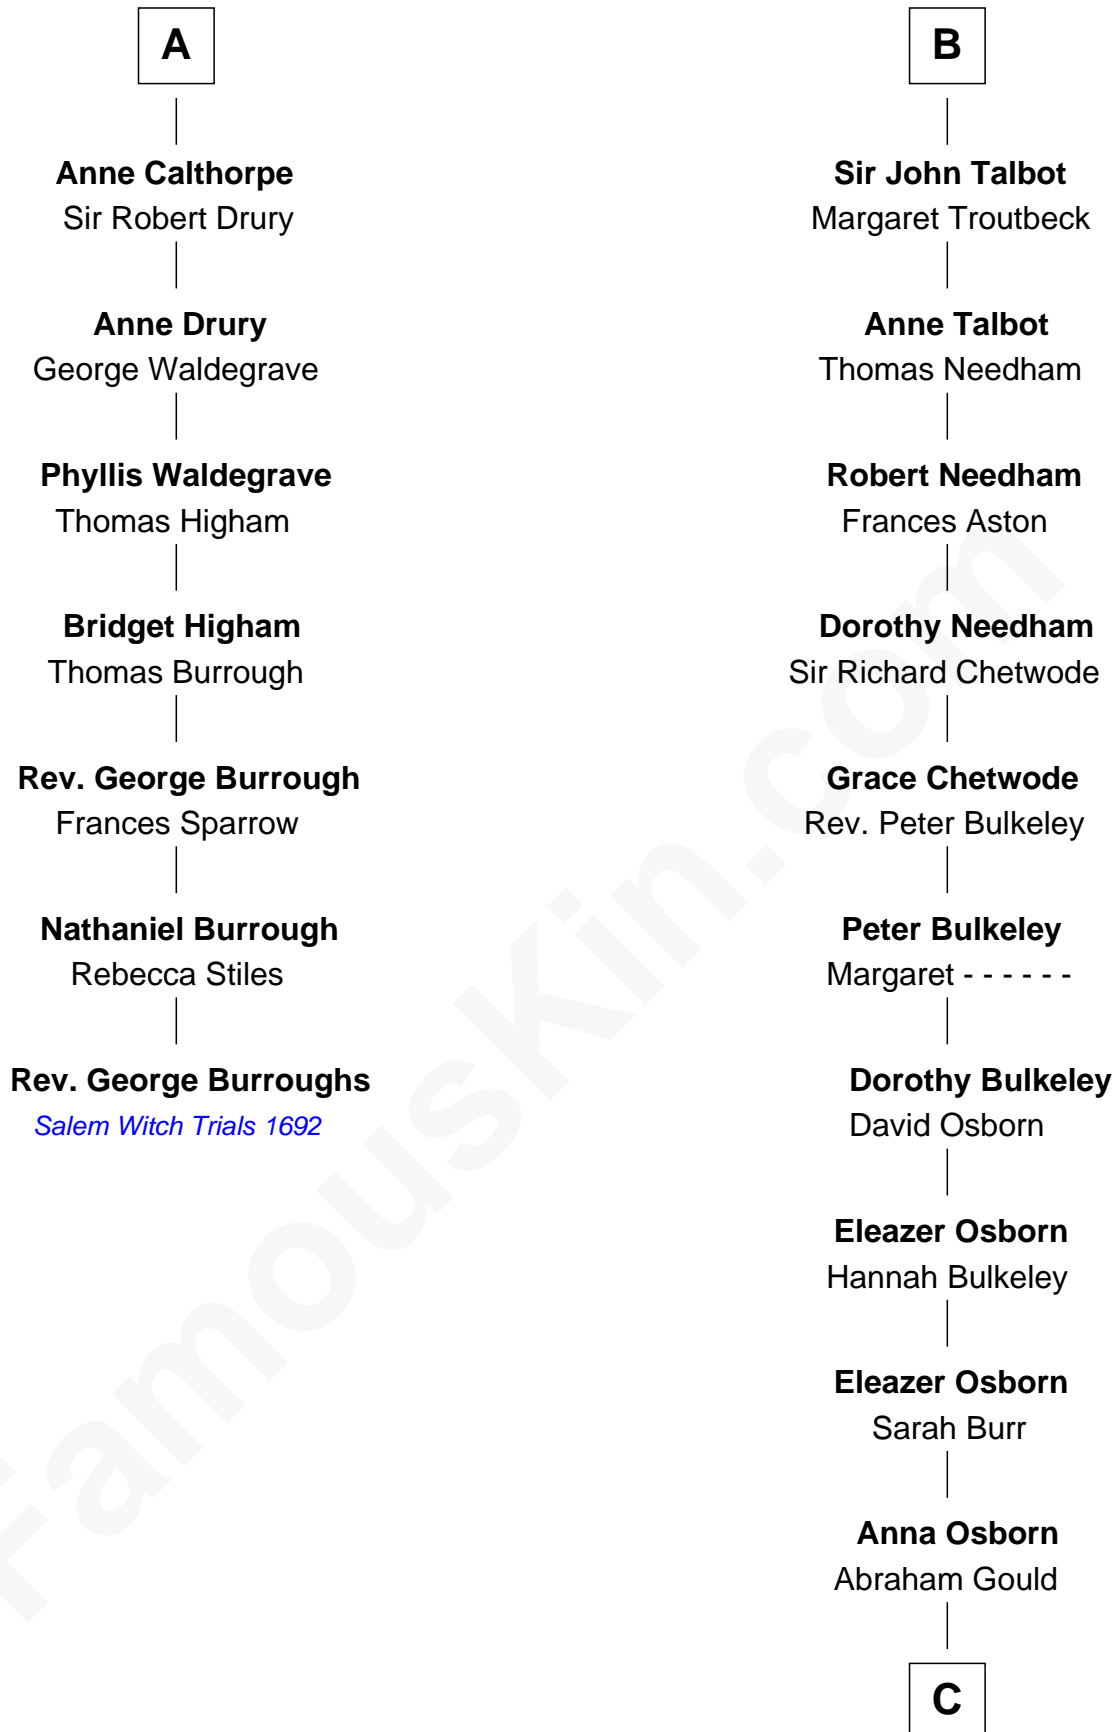 A
Anne Calthorpe
Sir Robert Drury
Anne Drury
George Waldegrave
Phyllis Waldegrave
Thomas Higham
Bridget Higham
Thomas Burrough
Rev. George Burrough
Frances Sparrow
Nathaniel Burrough
Rebecca Stiles
Rev. George Burroughs
Salem Witch Trials 1692
B
Sir John Talbot
Margaret Troutbeck
Anne Talbot
Thomas Needham
Robert Needham
Frances Aston
Dorothy Needham
Sir Richard Chetwode
Grace Chetwode
Rev. Peter Bulkeley
Peter Bulkeley
Margaret - - - - - -
Dorothy Bulkeley
David Osborn
Eleazer Osborn
Hannah Bulkeley
Eleazer Osborn
Sarah Burr
Anna Osborn
Abraham Gould
C
FamousKin.com